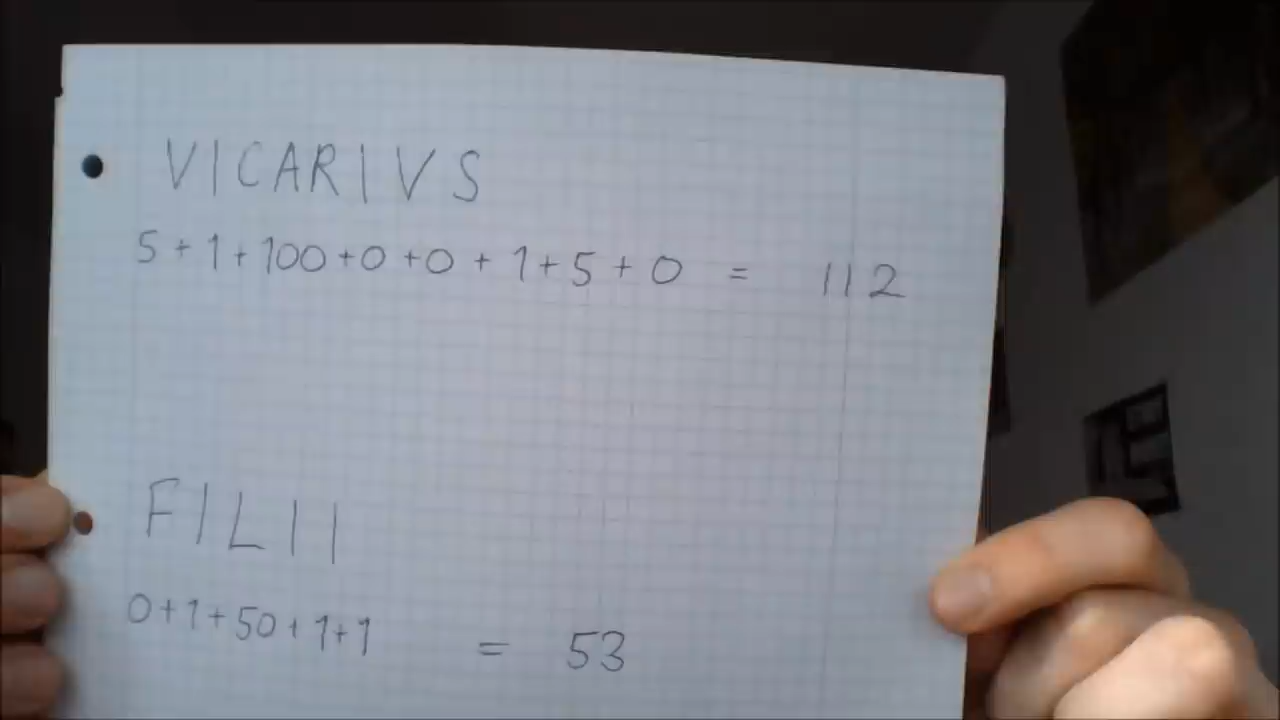 VICARIVS
5+1+100+0+0+1+5+0 = 112
FILII
0+1+50+1+1 = 53